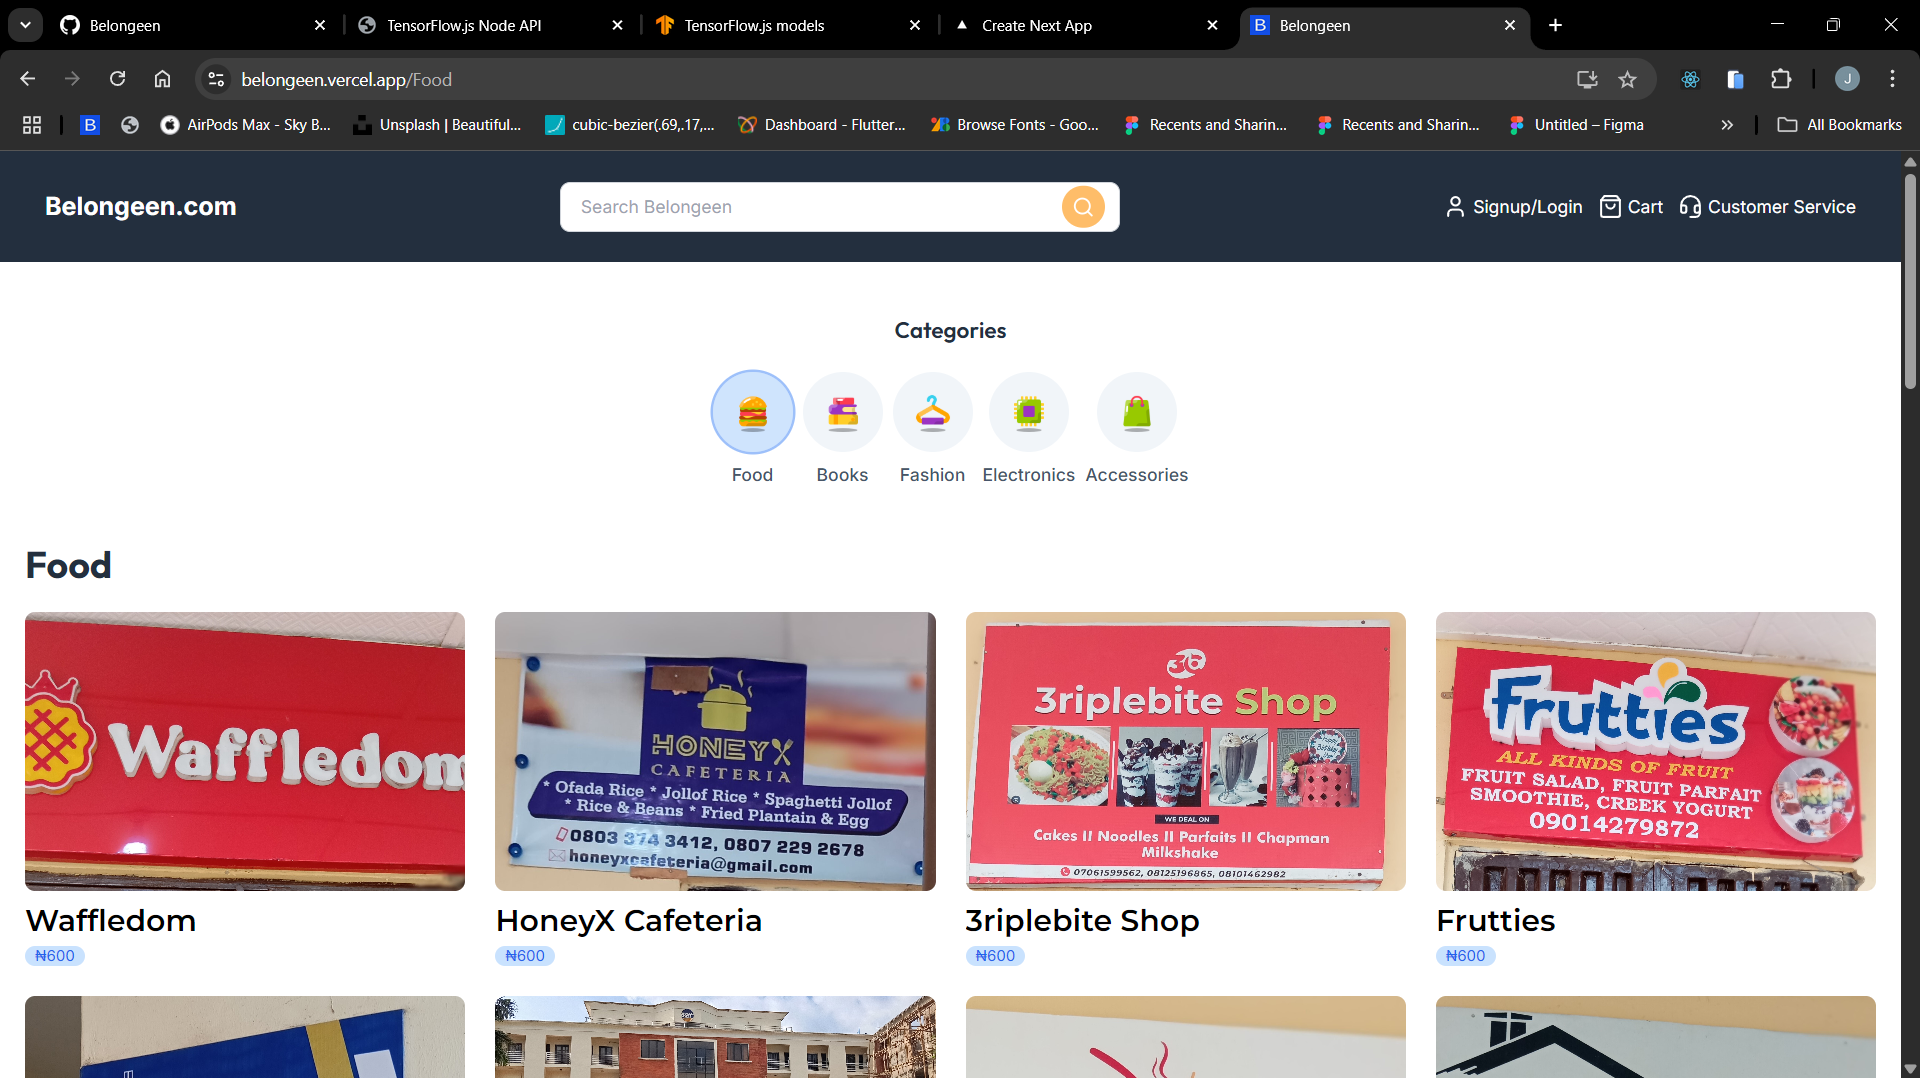 Belongeen
TensorFlow.js Node API
TensorFlow.js models
Create Next App
B Belongeen
belongeen.vercel.app/Food
J
B
AirPods Max - Sky B...
Unsplash | Beautiful...
cubic-bezier(.69,.17,...
Dashboard - Flutter...
Browse Fonts - Goo...
Recents and Sharin...
Recents and Sharin...
Untitled – Figma
All Bookmarks
Belongeen.com
Search Belongeen
Signup/Login
Cart
Customer Service
Categories
Food
Books
Fashion
Electronics
Accessories
Food
Waffledom
HONEYX
CAFETERIA
* Ofada Rice * Jollof Rice * Spaghetti Jollof
* Rice & Beans * Fried Plantain & Egg
0803 374 3412, 0807 229 2678
honeyxcafeteria@gmail.com
3riplebite Shop
WE DEAL ON
Cakes II Noodles II Parfaits II Chapman
Milkshake
07061599562, 08125196865, 08101462982
Frutties
ALL KINDS OF FRUIT
FRUIT SALAD, FRUIT PARFAIT
SMOOTHIE, CREEK YOGURT
09014279872
Waffledom
₦600
HoneyX Cafeteria
₦600
3riplebite Shop
₦600
Frutties
₦600